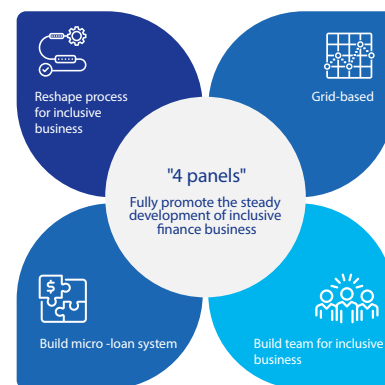 Reshape process
for inclusive
business
Grid-based
"4 panels"
Fully promote the steady
development of inclusive
finance business
$
Build micro -loan system
Build team for inclusive
business